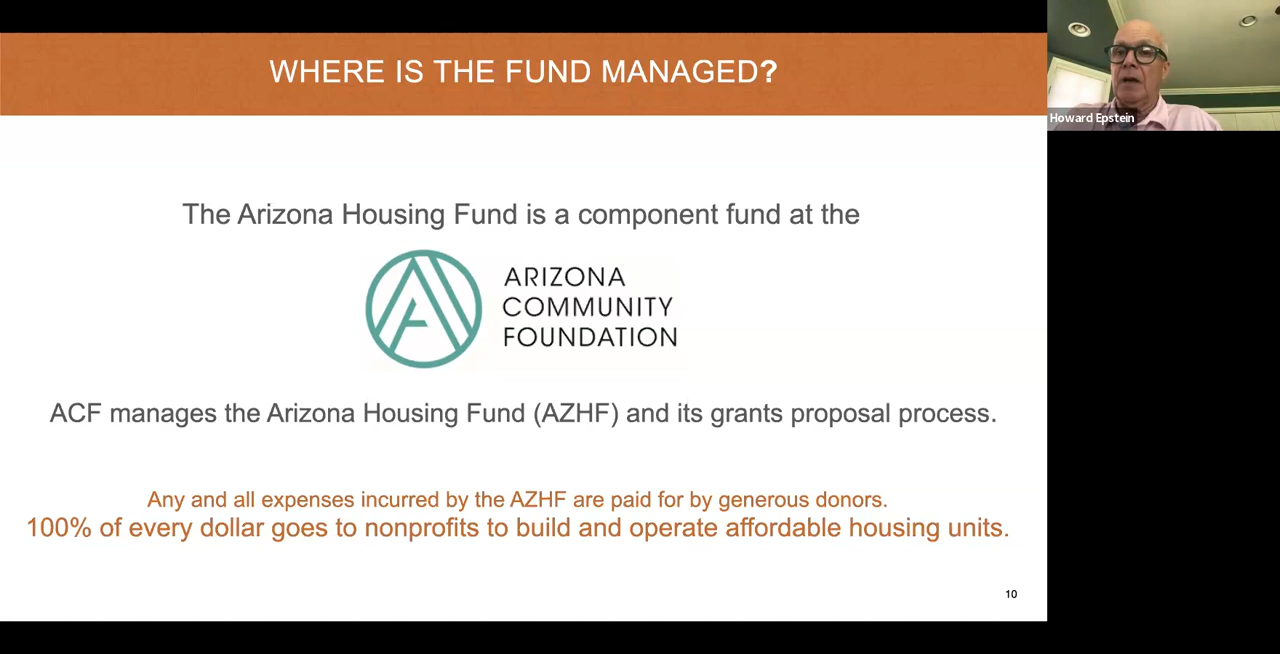 WHERE IS THE FUND MANAGED?
Howard Epstein
The Arizona Housing Fund is a component fund at the
ARIZONA
COMMUNITY
FOUNDATION
ACF manages the Arizona Housing Fund (AZHF) and its grants proposal process.
Any and all expenses incurred by the AZHF are paid for by generous donors.
100% of every dollar goes to nonprofits to build and operate affordable housing units.
10